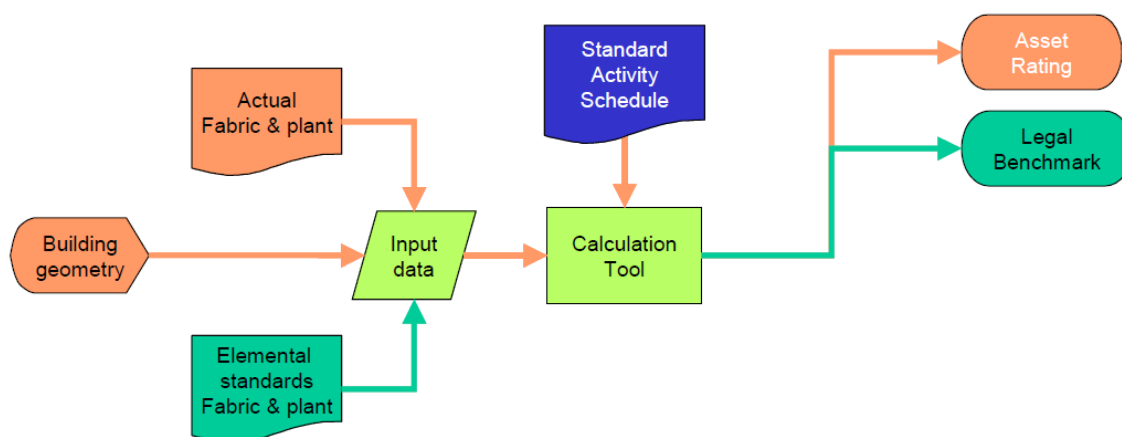 Standard
Activity
Schedule
Asset
Rating
Actual
Fabric & plant
Legal
Benchmark
Building
geometry
Input
data
Calculation
Tool
Elemental
standards
Fabric & plant